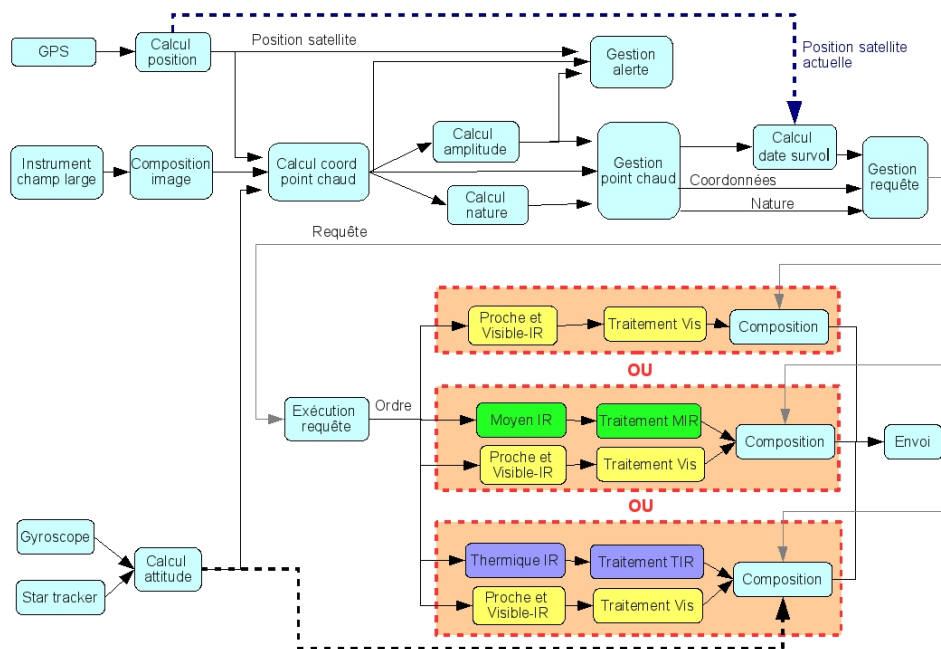 GPS
Calcul
position
Position satellite
Gestion
alerte
Position satellite
actuelle
Instrument
champ large
Composition
image
Calcul coord
point chaud
Calcul
amplitude
Calcul
nature
Gestion
point chaud
Calcul
date survol
Gestion
requête
Coordonnées
Nature
Requête
Proche et
Visible-IR
Traitement Vis
Composition
OU
Exécution
requête
Ordre
Moyen IR
Traitement MIR
Proche et
Visible-IR
Traitement Vis
Composition
Envoi
OU
Gyroscope
Star tracker
Calcul
attitude
Thermique IR
Traitement TIR
Proche et
Visible-IR
Traitement Vis
Composition